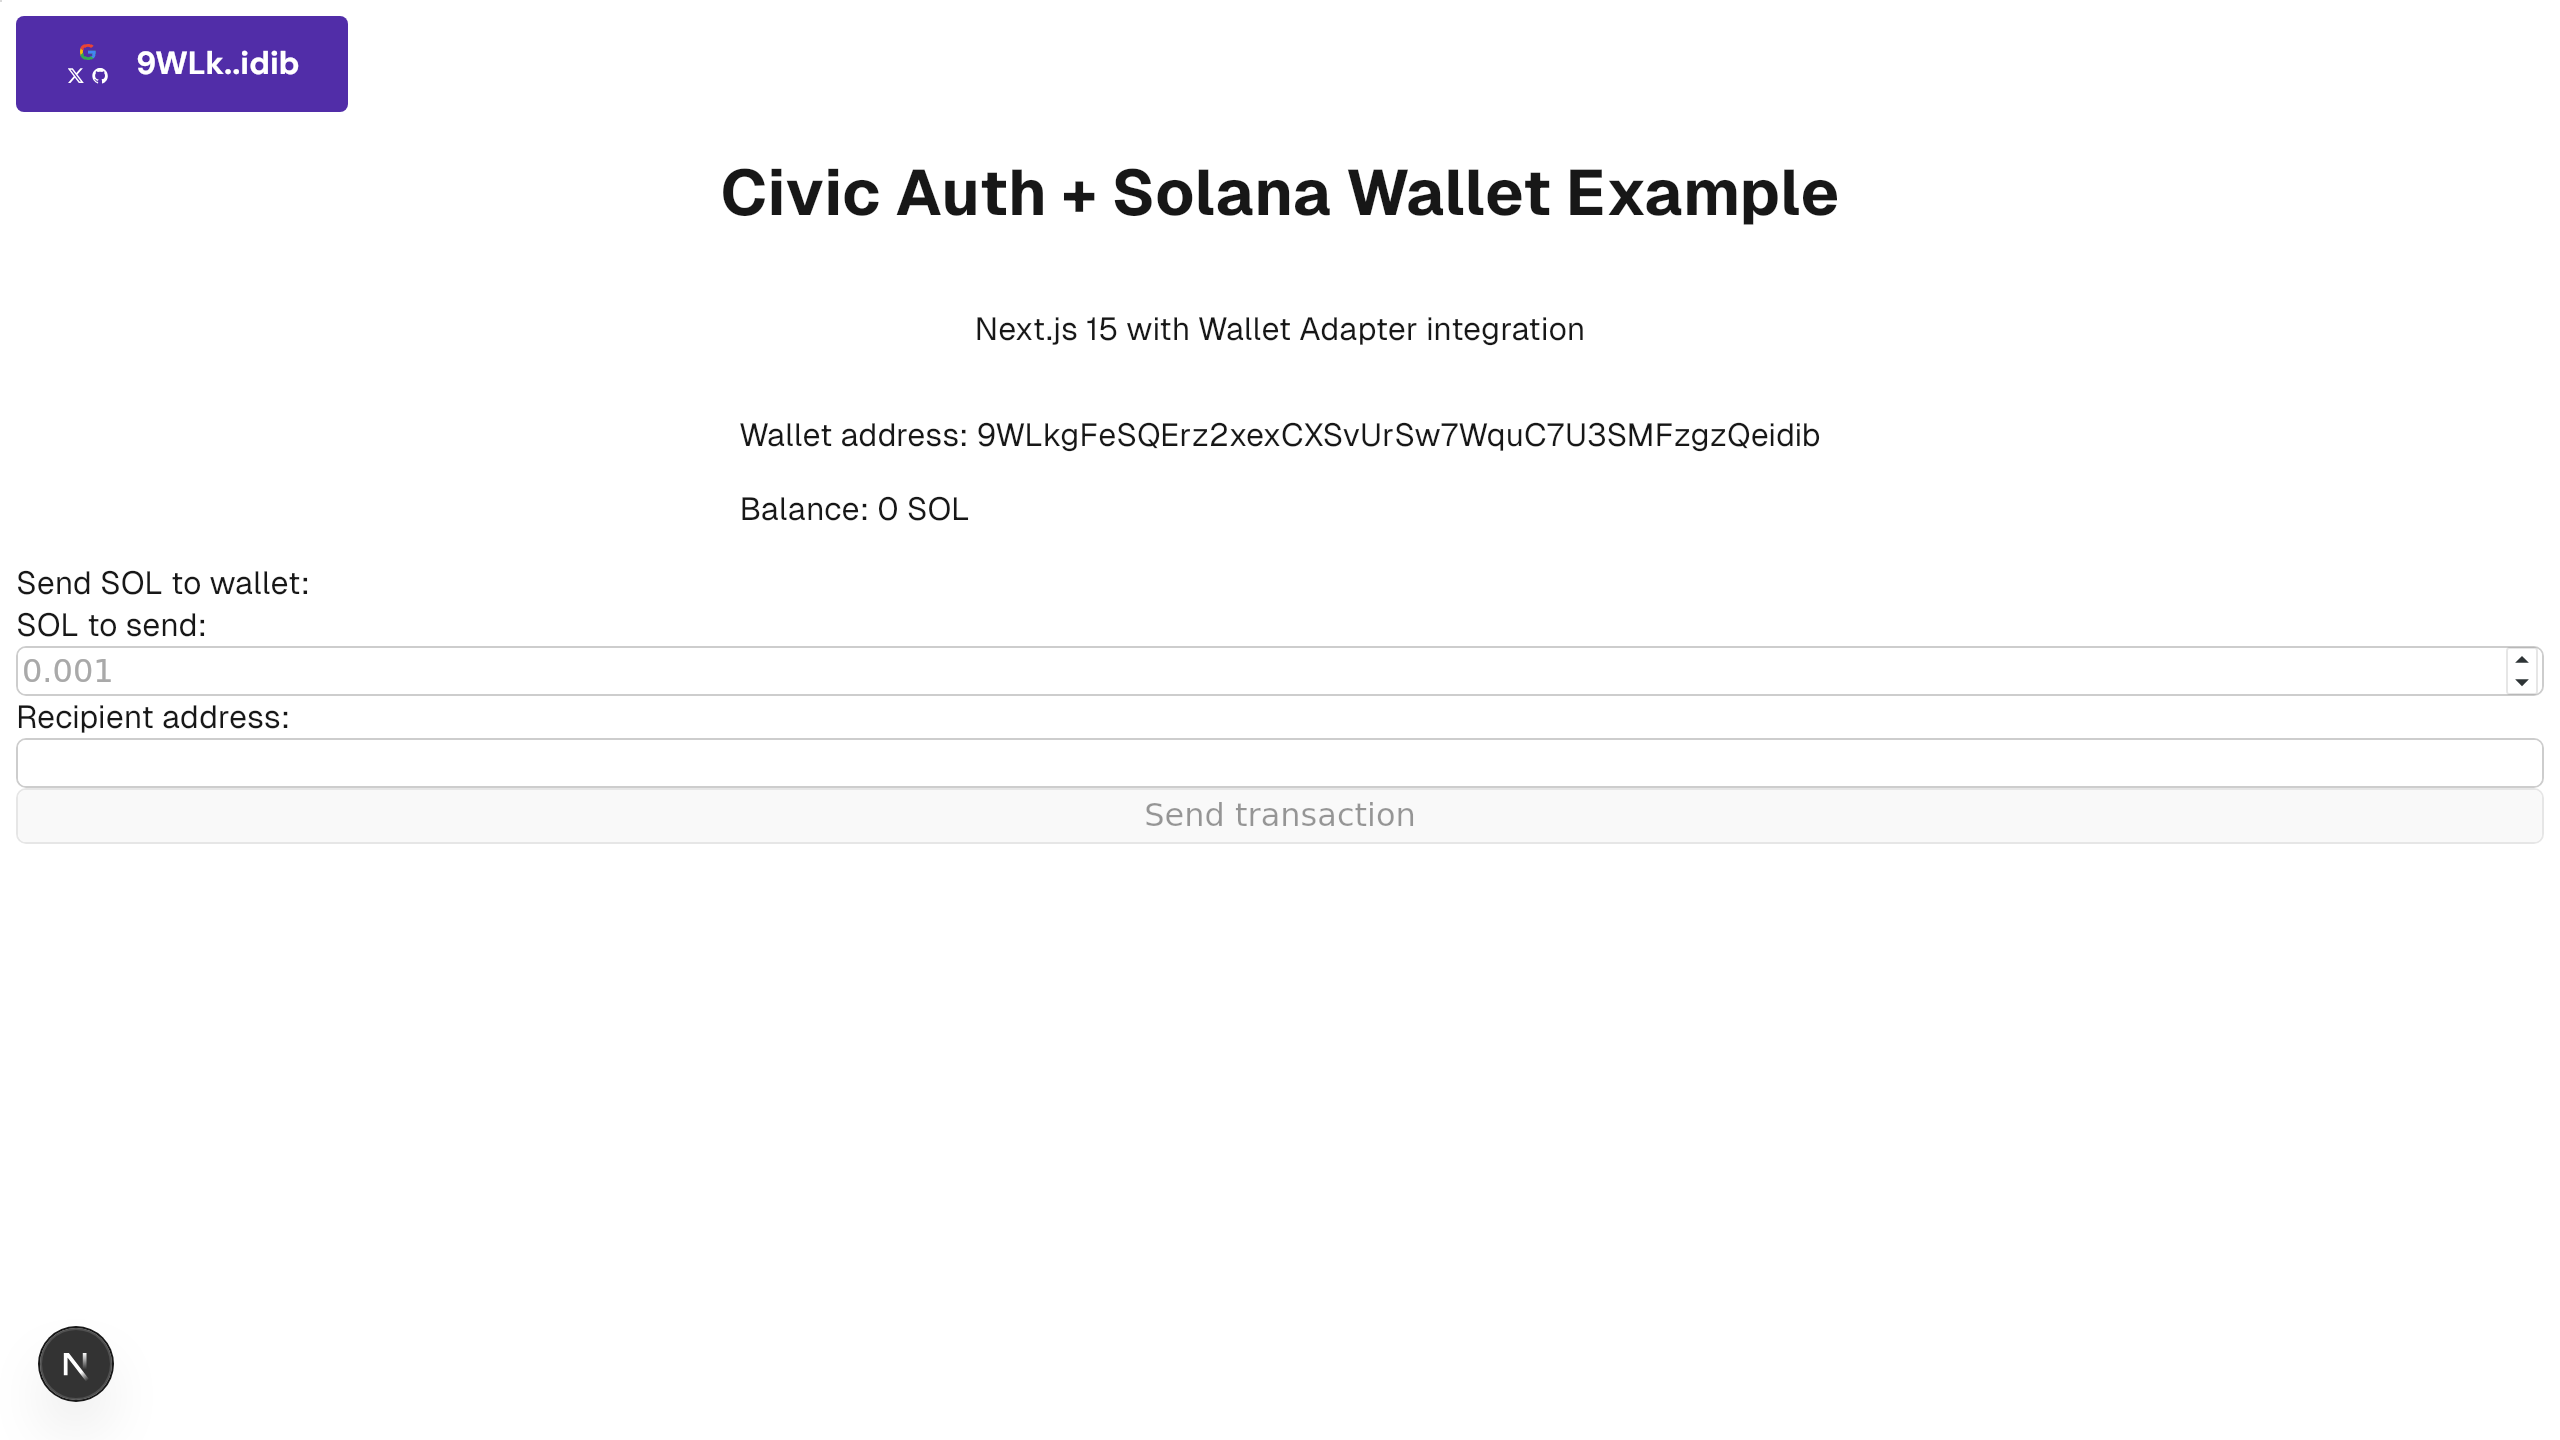 9WLk..idib
Civic Auth + Solana Wallet Example
Next.js 15 with Wallet Adapter integration
Wallet address: 9WLkgFeSQErz2xexCXSvUrSw7WquC7U3SMFzgzQeidib
Balance: 0 SOL
Send SOL to wallet:
SOL to send:
0.001
Recipient address:
Send transaction
N